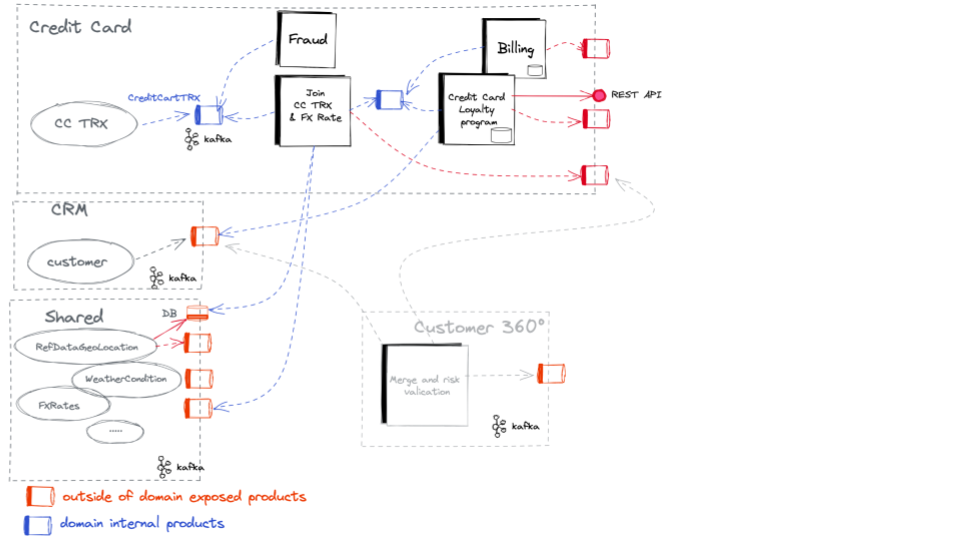 Credit Card
Fraud
Billing
CreditCartTRX
CC TRX
kafka
Join
CC TRX
& Fx Rate
Credit Card
Loyalty
program
REST API
CRM
customer
kafka
Shared
DB
RefDataGeoLocation
WeatherCondition
FxRates
.....
kafka
Customer 360°
Merge and risk
valication
kafka
outside of domain exposed products
domain internal products